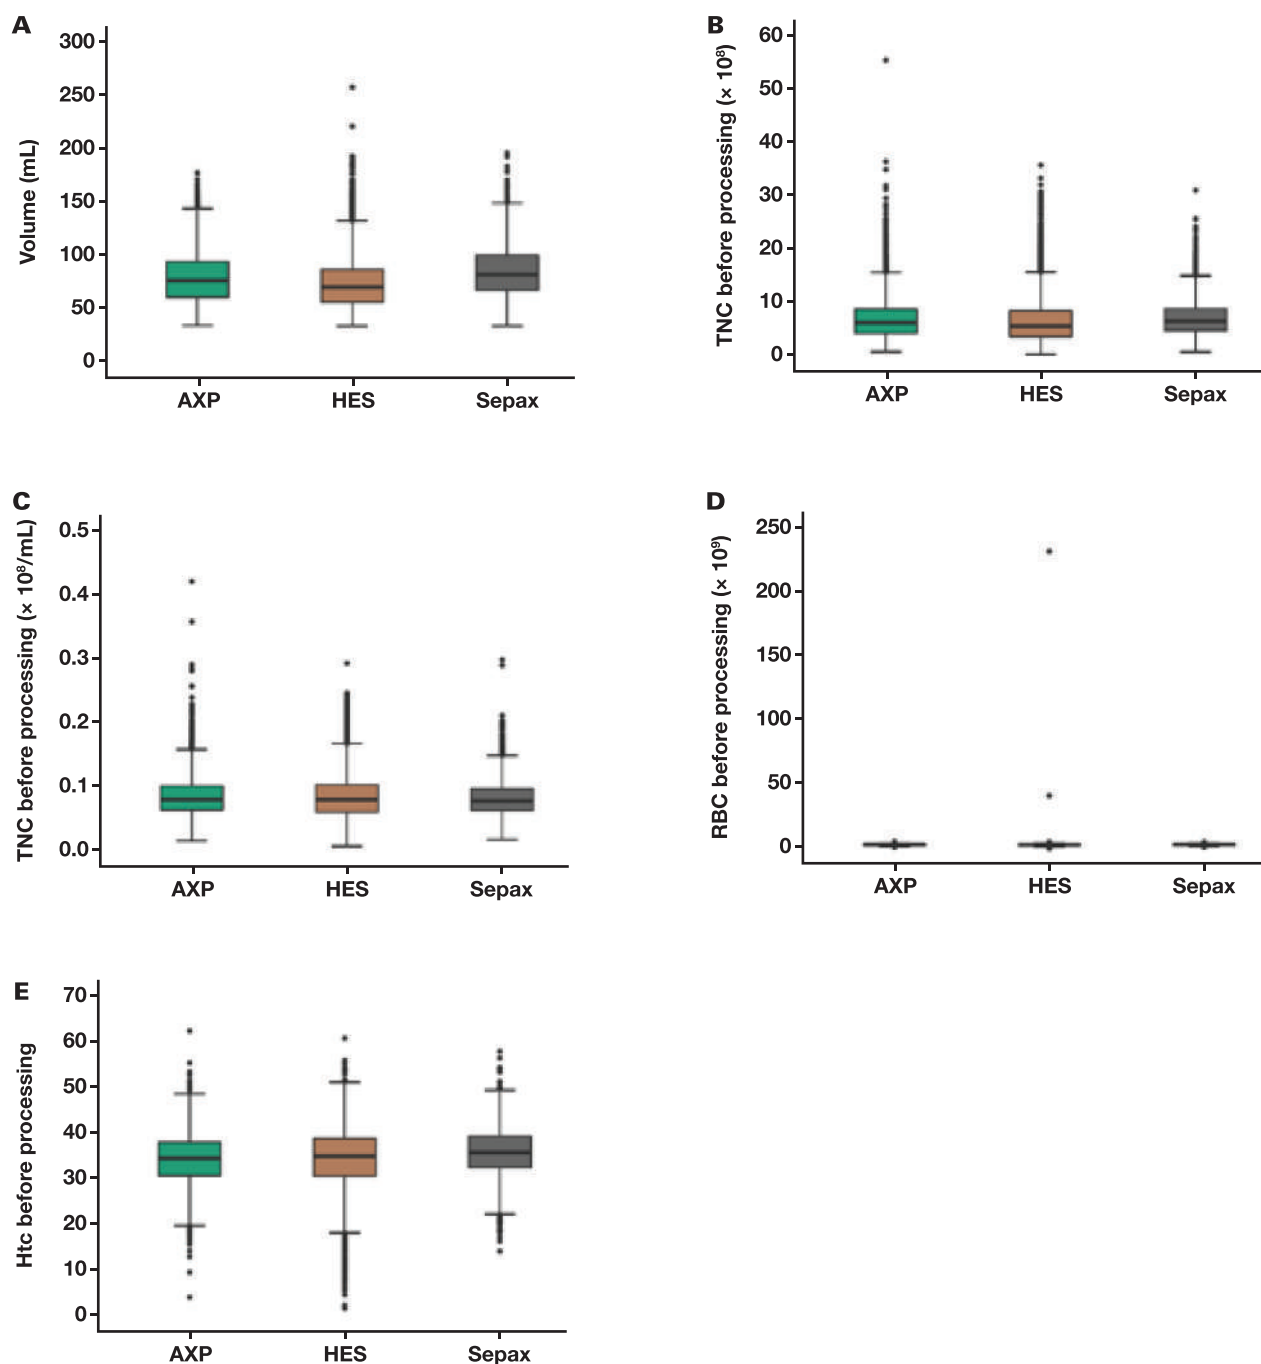 A
Volume (mL)
300
250
200
150
100
50
0
AXP HES Sepax
B
TNC before processing (× 10⁸)
60
50
40
30
20
10
0
AXP HES Sepax
C
TNC before processing (× 10⁸/mL)
0.5
0.4
0.3
0.2
0.1
0.0
AXP HES Sepax
D
RBC before processing (× 10⁹)
250
200
150
100
50
0
AXP HES Sepax
E
Htc before processing
70
60
50
40
30
20
10
0
AXP HES Sepax